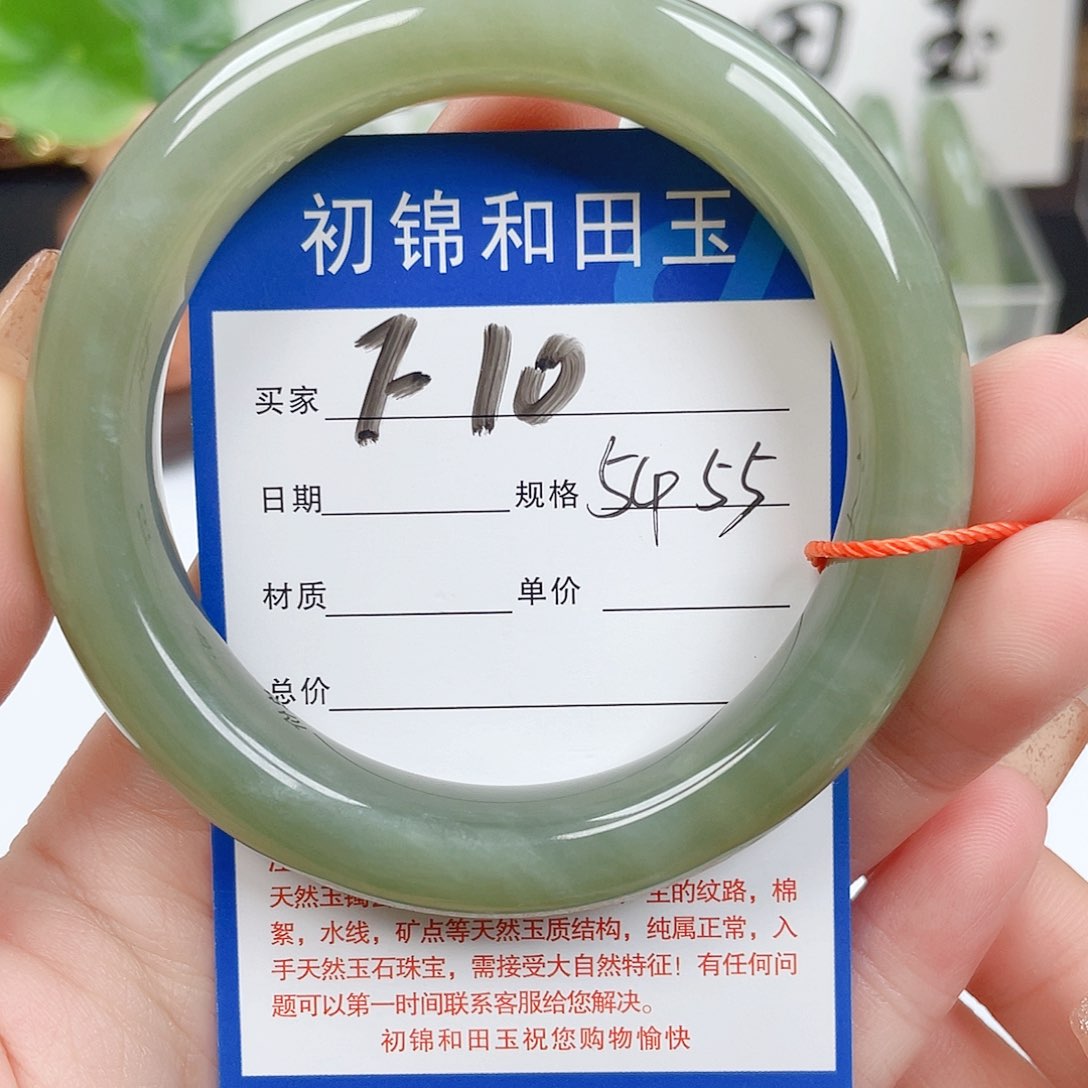 田玉
初锦和田玉
买家 7-10
日期 规格 54 55
材质 单价
总价
天然玉镯 生的纹路，棉
絮，水线，矿点等天然玉质结构，纯属正常，入
手天然玉石珠宝，需接受大自然特征！有任何问
题可以第一时间联系客服给您解决。
初锦和田玉祝您购物愉快